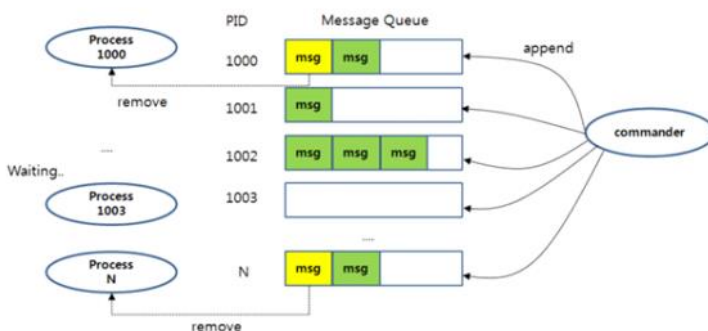 PID
Message Queue
Process
1000
1000
msg
msg
append
remove
1001
msg
commander
....
1002
msg
msg
msg
Waiting..
1003
Process
1003
....
Process
N
N
msg
msg
remove